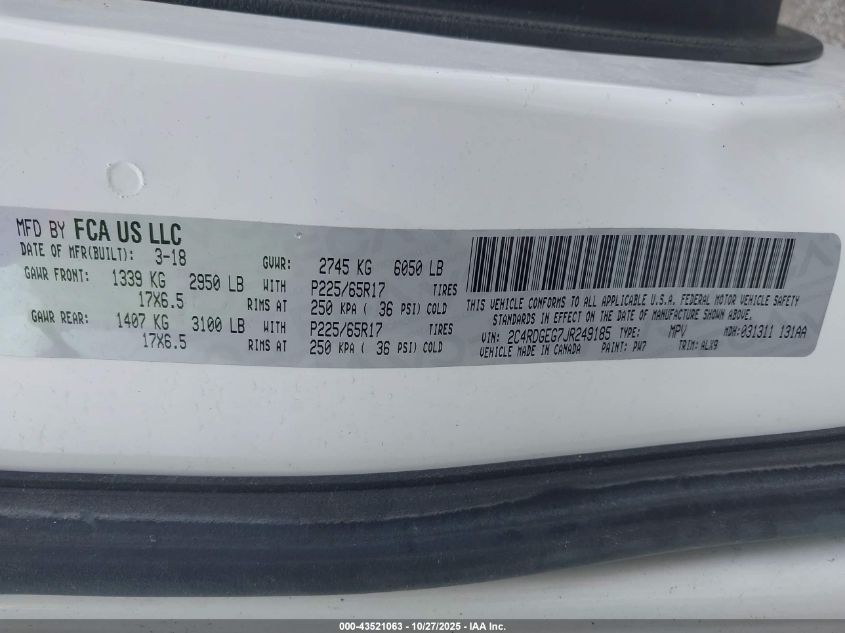 MFD BY FCA US LLC
DATE OF MFR(BUILT): 3-18
GVWR: 2745 KG 6050 LB
GAWR FRONT: 1339 KG 2950 LB WITH P225/65R17 TIRES
17X6.5 RIMS AT 250 KPA ( 36 PSI) COLD
GAWR REAR: 1407 KG 3100 LB WITH P225/65R17 TIRES
17X6.5 RIMS AT 250 KPA ( 36 PSI) COLD
THIS VEHICLE CONFORMS TO ALL APPLICABLE U.S.A. FEDERAL MOTOR VEHICLE SAFETY
STANDARDS IN EFFECT ON THE DATE OF MANUFACTURE SHOWN ABOVE.
VIN: 2C4RDGEG7JR249185 TYPE: MPV MDH:031311 131AA
VEHICLE MADE IN CANADA PAINT: PW7 TRIM: ALX9
000-43521063 - 10/27/2025 - IAA Inc.